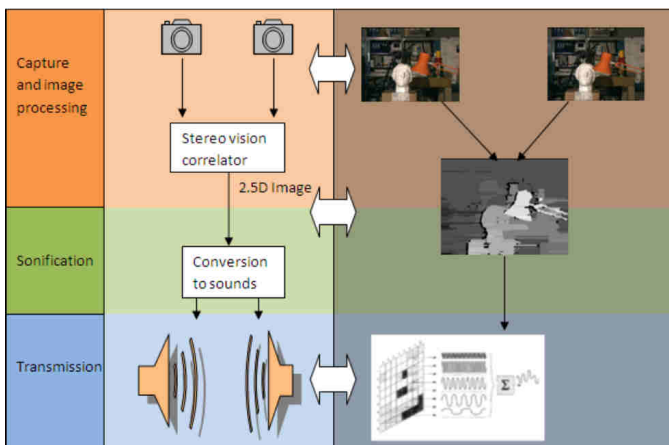 Capture
and image
processing
Stereo vision
correlator
2.5D Image
Sonification
Conversion
to sounds
Transmission
Σ